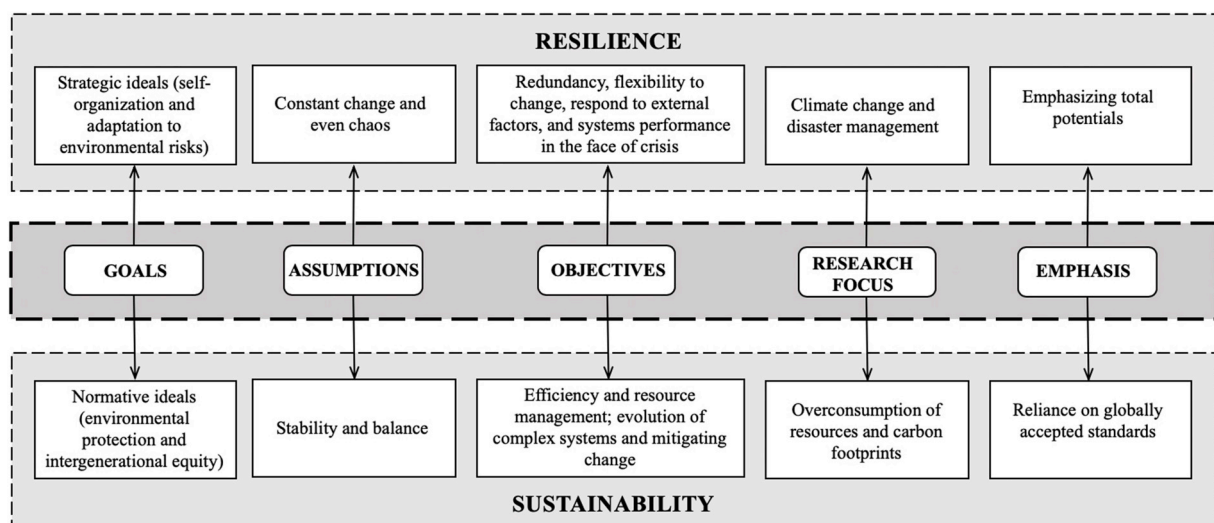 RESILIENCE
Strategic ideals (self-
organization and
adaptation to
environmental risks)
Constant change and
even chaos
Redundancy, flexibility to
change, respond to external
factors, and systems performance
in the face of crisis
Climate change and
disaster management
Emphasizing total
potentials
GOALS
ASSUMPTIONS
OBJECTIVES
RESEARCH
FOCUS
EMPHASIS
Normative ideals
(environmental
protection and
intergenerational equity)
Stability and balance
Efficiency and resource
management; evolution of
complex systems and mitigating
change
Overconsumption of
resources and carbon
footprints
Reliance on globally
accepted standards
SUSTAINABILITY